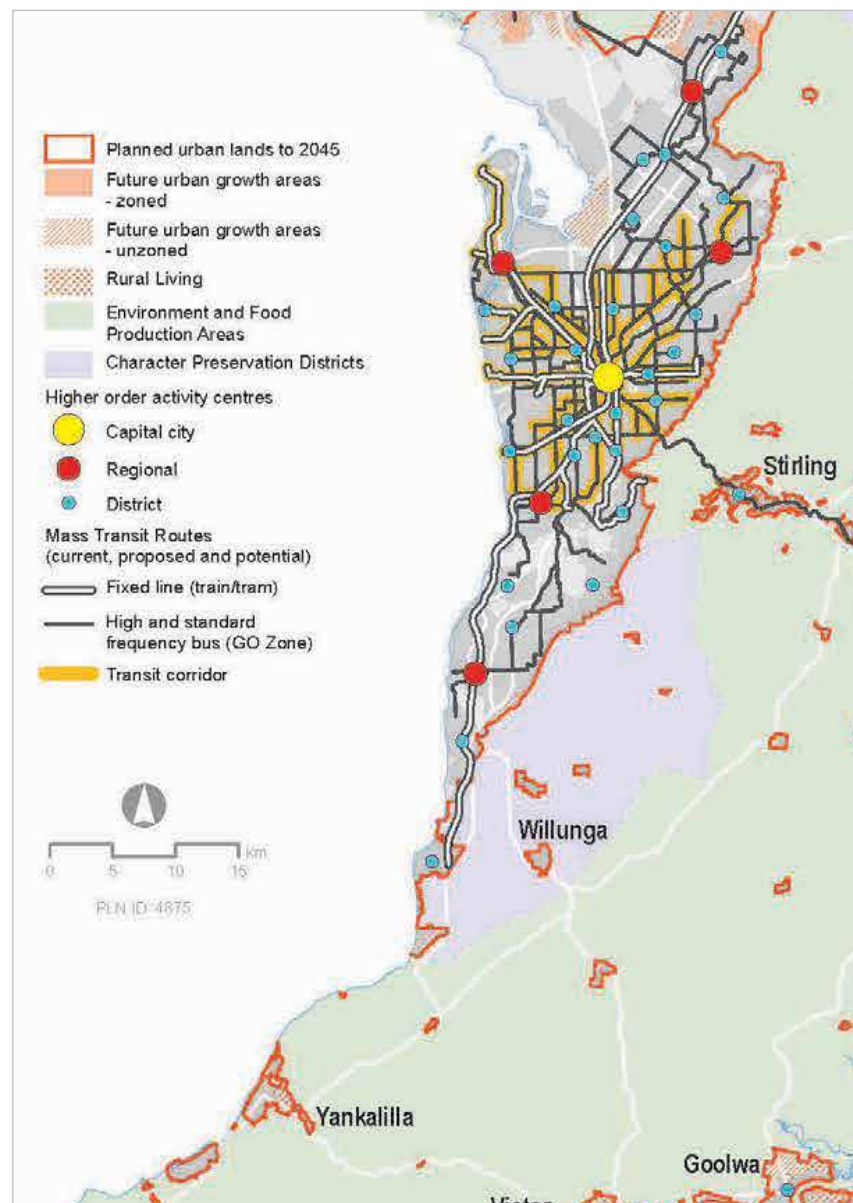 Planned urban lands to 2045
Future urban growth areas
- zoned
Future urban growth areas
- unzoned
Rural Living
Environment and Food
Production Areas
Character Preservation Districts
Higher order activity centres
Capital city
Regional
District
Mass Transit Routes
(current, proposed and potential)
Fixed line (train/tram)
High and standard
frequency bus (GO Zone)
Transit corridor
Stirling
Willunga
0 5 10 15 km
PLN ID: 4875
Yankalilla
Goolwa